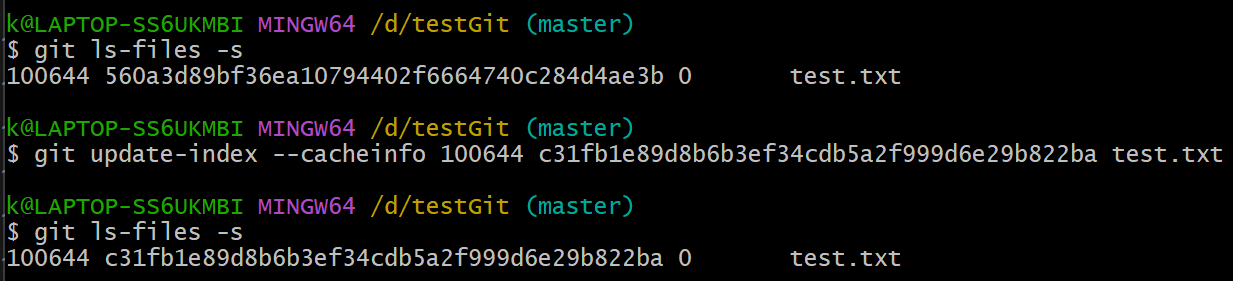 k@LAPTOP-SS6UKMBI MINGW64 /d/testGit (master)
$ git ls-files -s
100644 560a3d89bf36ea10794402f6664740c284d4ae3b 0       test.txt
k@LAPTOP-SS6UKMBI MINGW64 /d/testGit (master)
$ git update-index --cacheinfo 100644 c31fb1e89d8b6b3ef34cdb5a2f999d6e29b822ba test.txt
k@LAPTOP-SS6UKMBI MINGW64 /d/testGit (master)
$ git ls-files -s
100644 c31fb1e89d8b6b3ef34cdb5a2f999d6e29b822ba 0       test.txt